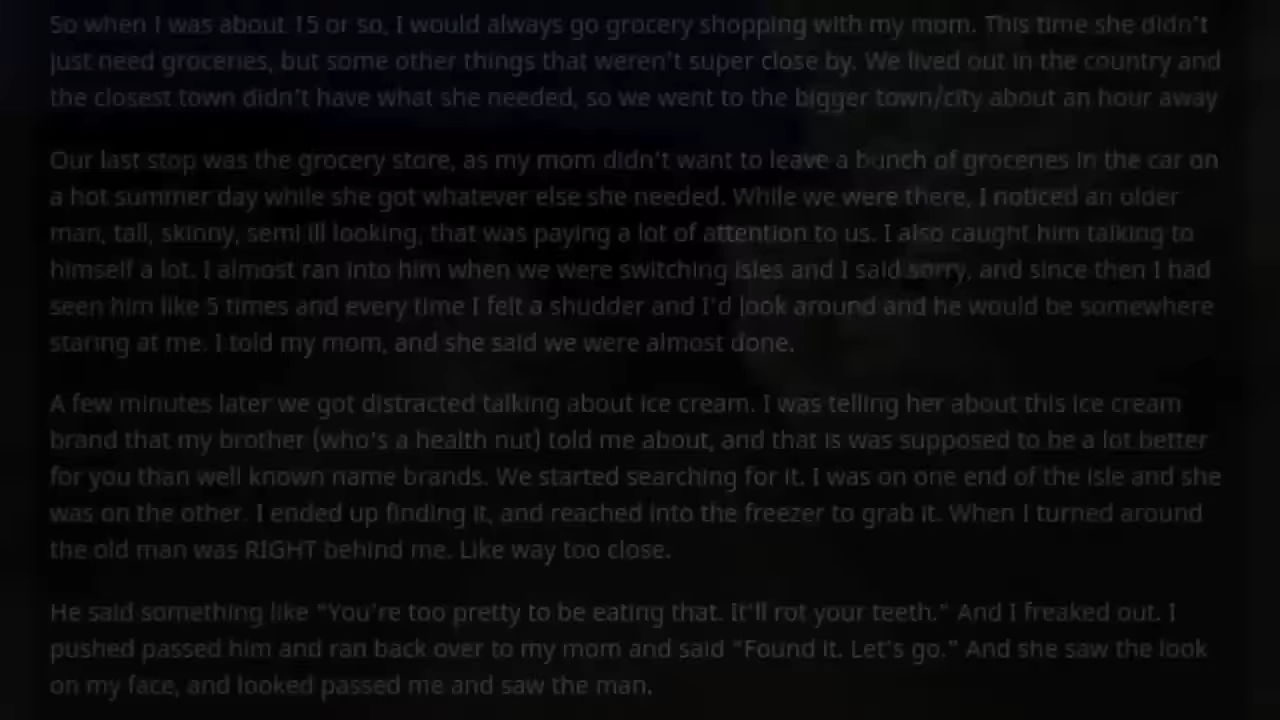 So when I was about 15 or so, I would always go grocery shopping with my mom. This time she didn't
just need groceries, but some other things that weren't super close by. We lived out in the country and
the closest town didn't have what she needed, so we went to the bigger town/city about an hour away
Our last stop was the grocery store, as my mom didn't want to leave a bunch of groceries in the car on
a hot summer day while she got whatever else she needed. While we were there, I noticed an older
man, tall, skinny, semi ill looking, that was paying a lot of attention to us. I also caught him talking to
himself a lot. I almost ran into him when we were switching isles and I said sorry, and since then I had
seen him like 5 times and every time I felt a shudder and I'd look around and he would be somewhere
staring at me. I told my mom, and she said we were almost done.
A few minutes later we got distracted talking about ice cream. I was telling her about this ice cream
brand that my brother (who's a health nut) told me about, and that is was supposed to be a lot better
for you than well known name brands. We started searching for it. I was on one end of the isle and she
was on the other. I ended up finding it, and reached into the freezer to grab it. When I turned around
the old man was RIGHT behind me. Like way too close.
He said something like "You're too pretty to be eating that. It'll rot your teeth." And I freaked out. I
pushed passed him and ran back over to my mom and said "Found it. Let's go." And she saw the look
on my face, and looked passed me and saw the man.